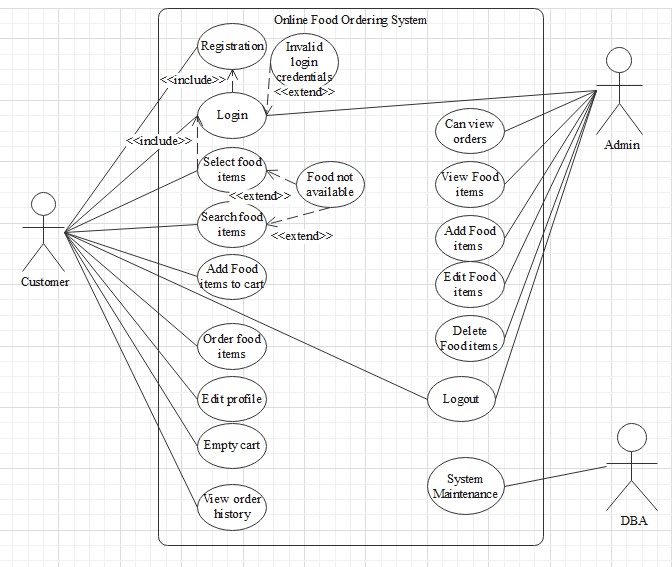 Online Food Ordering System
Registration
Invalid
login
credentials
<<include>>
<<extend>>
Login
<<include>>
Select food
items
Food not
available
<<extend>>
Search food
items
<<extend>>
Add Food
items to cart
Order food
items
Edit profile
Empty cart
View order
history
Customer
Can view
orders
View Food
items
Add Food
items
Edit Food
items
Delete
Food items
Logout
System
Maintenance
Admin
DBA